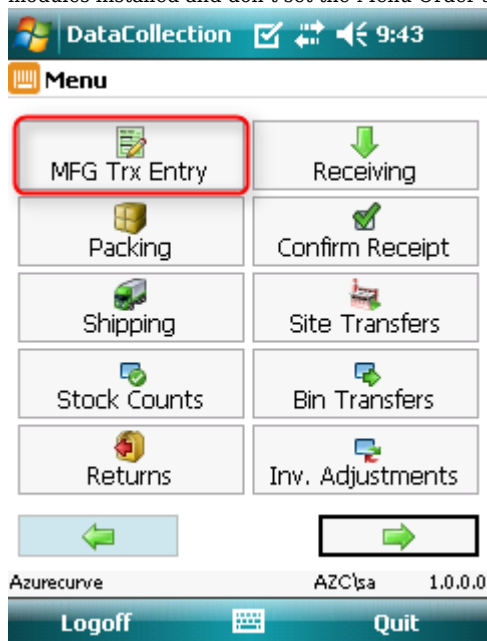 DataCollection 9:43
Menu
MFG Trx Entry Receiving
Packing Confirm Receipt
Shipping Site Transfers
Stock Counts Bin Transfers
Returns Inv. Adjustments
Azurecurve AZC\sa 1.0.0.0
Logoff Quit